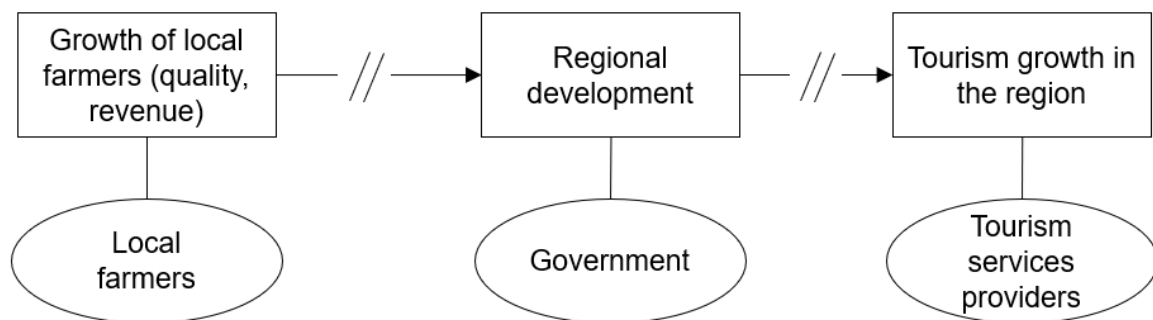 Growth of local
farmers (quality,
revenue)
Regional
development
Tourism growth in
the region
Local
farmers
Government
Tourism
services
providers